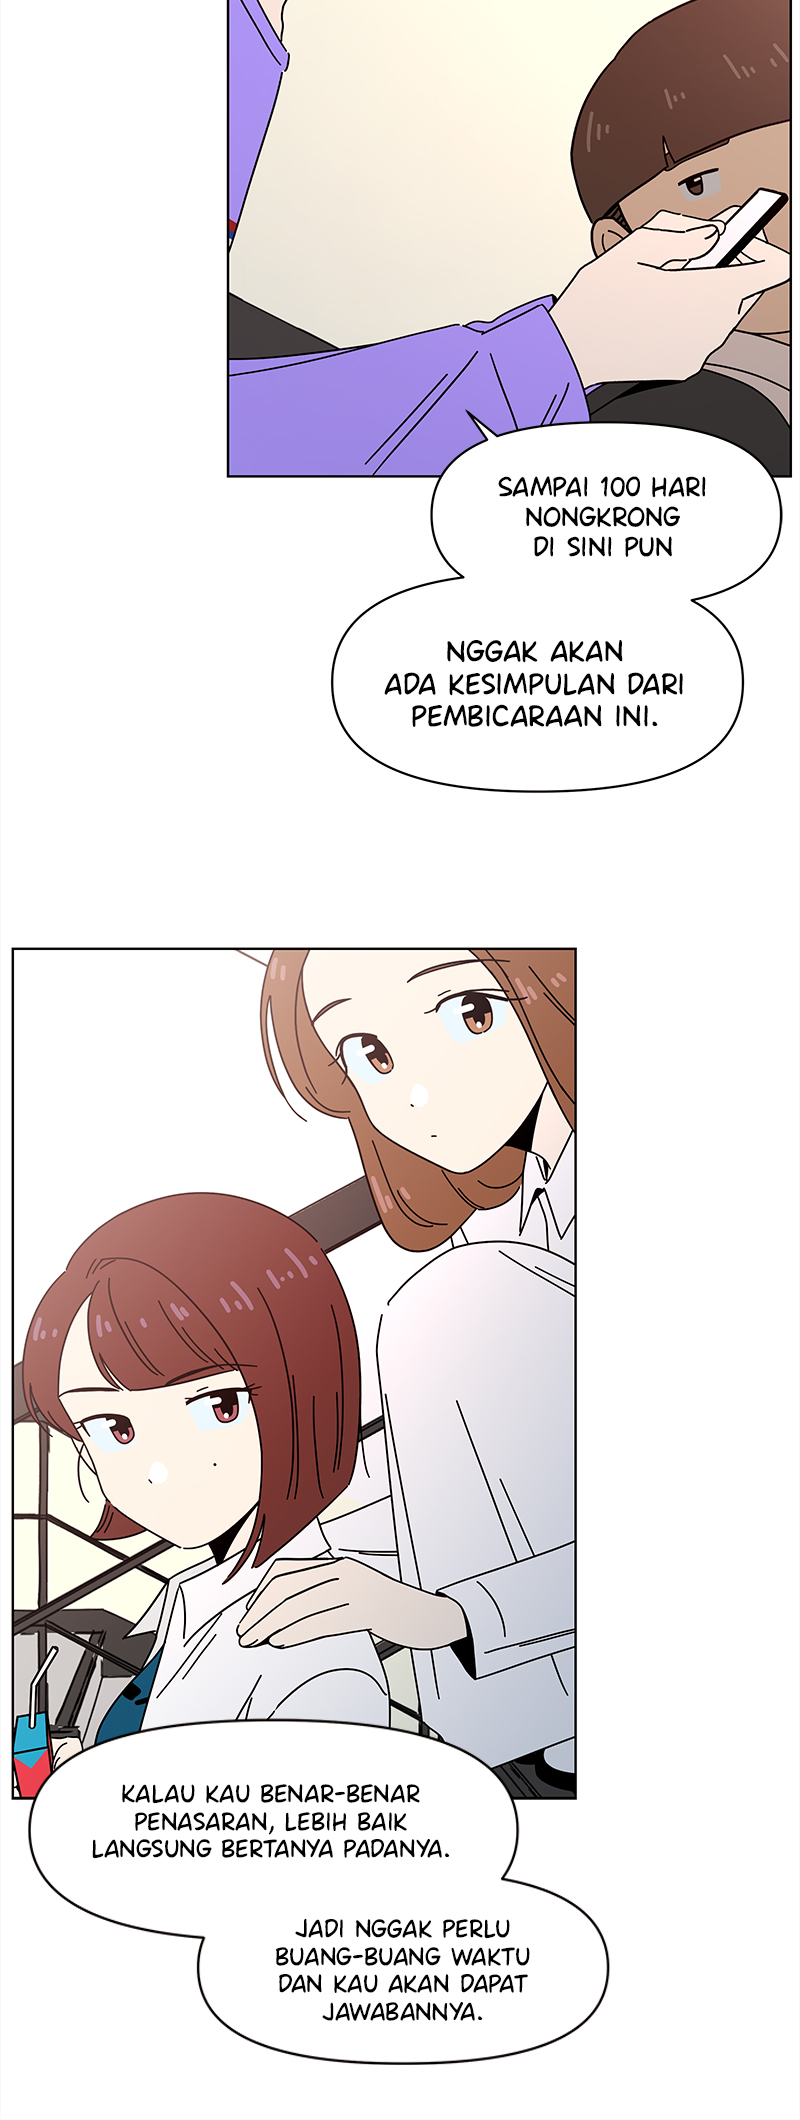 SAMPAI 100 HARI
NONGKRONG
DI SINI PUN
NGGAK AKAN
ADA KESIMPULAN DARI
PEMBICARAAN INI.
KALAU KAU BENAR-BENAR
PENASARAN, LEBIH BAIK
LANGSUNG BERTANYA PADANYA.
JADI NGGAK PERLU
BUANG-BUANG WAKTU
DAN KAU AKAN DAPAT
JAWABANNYA.